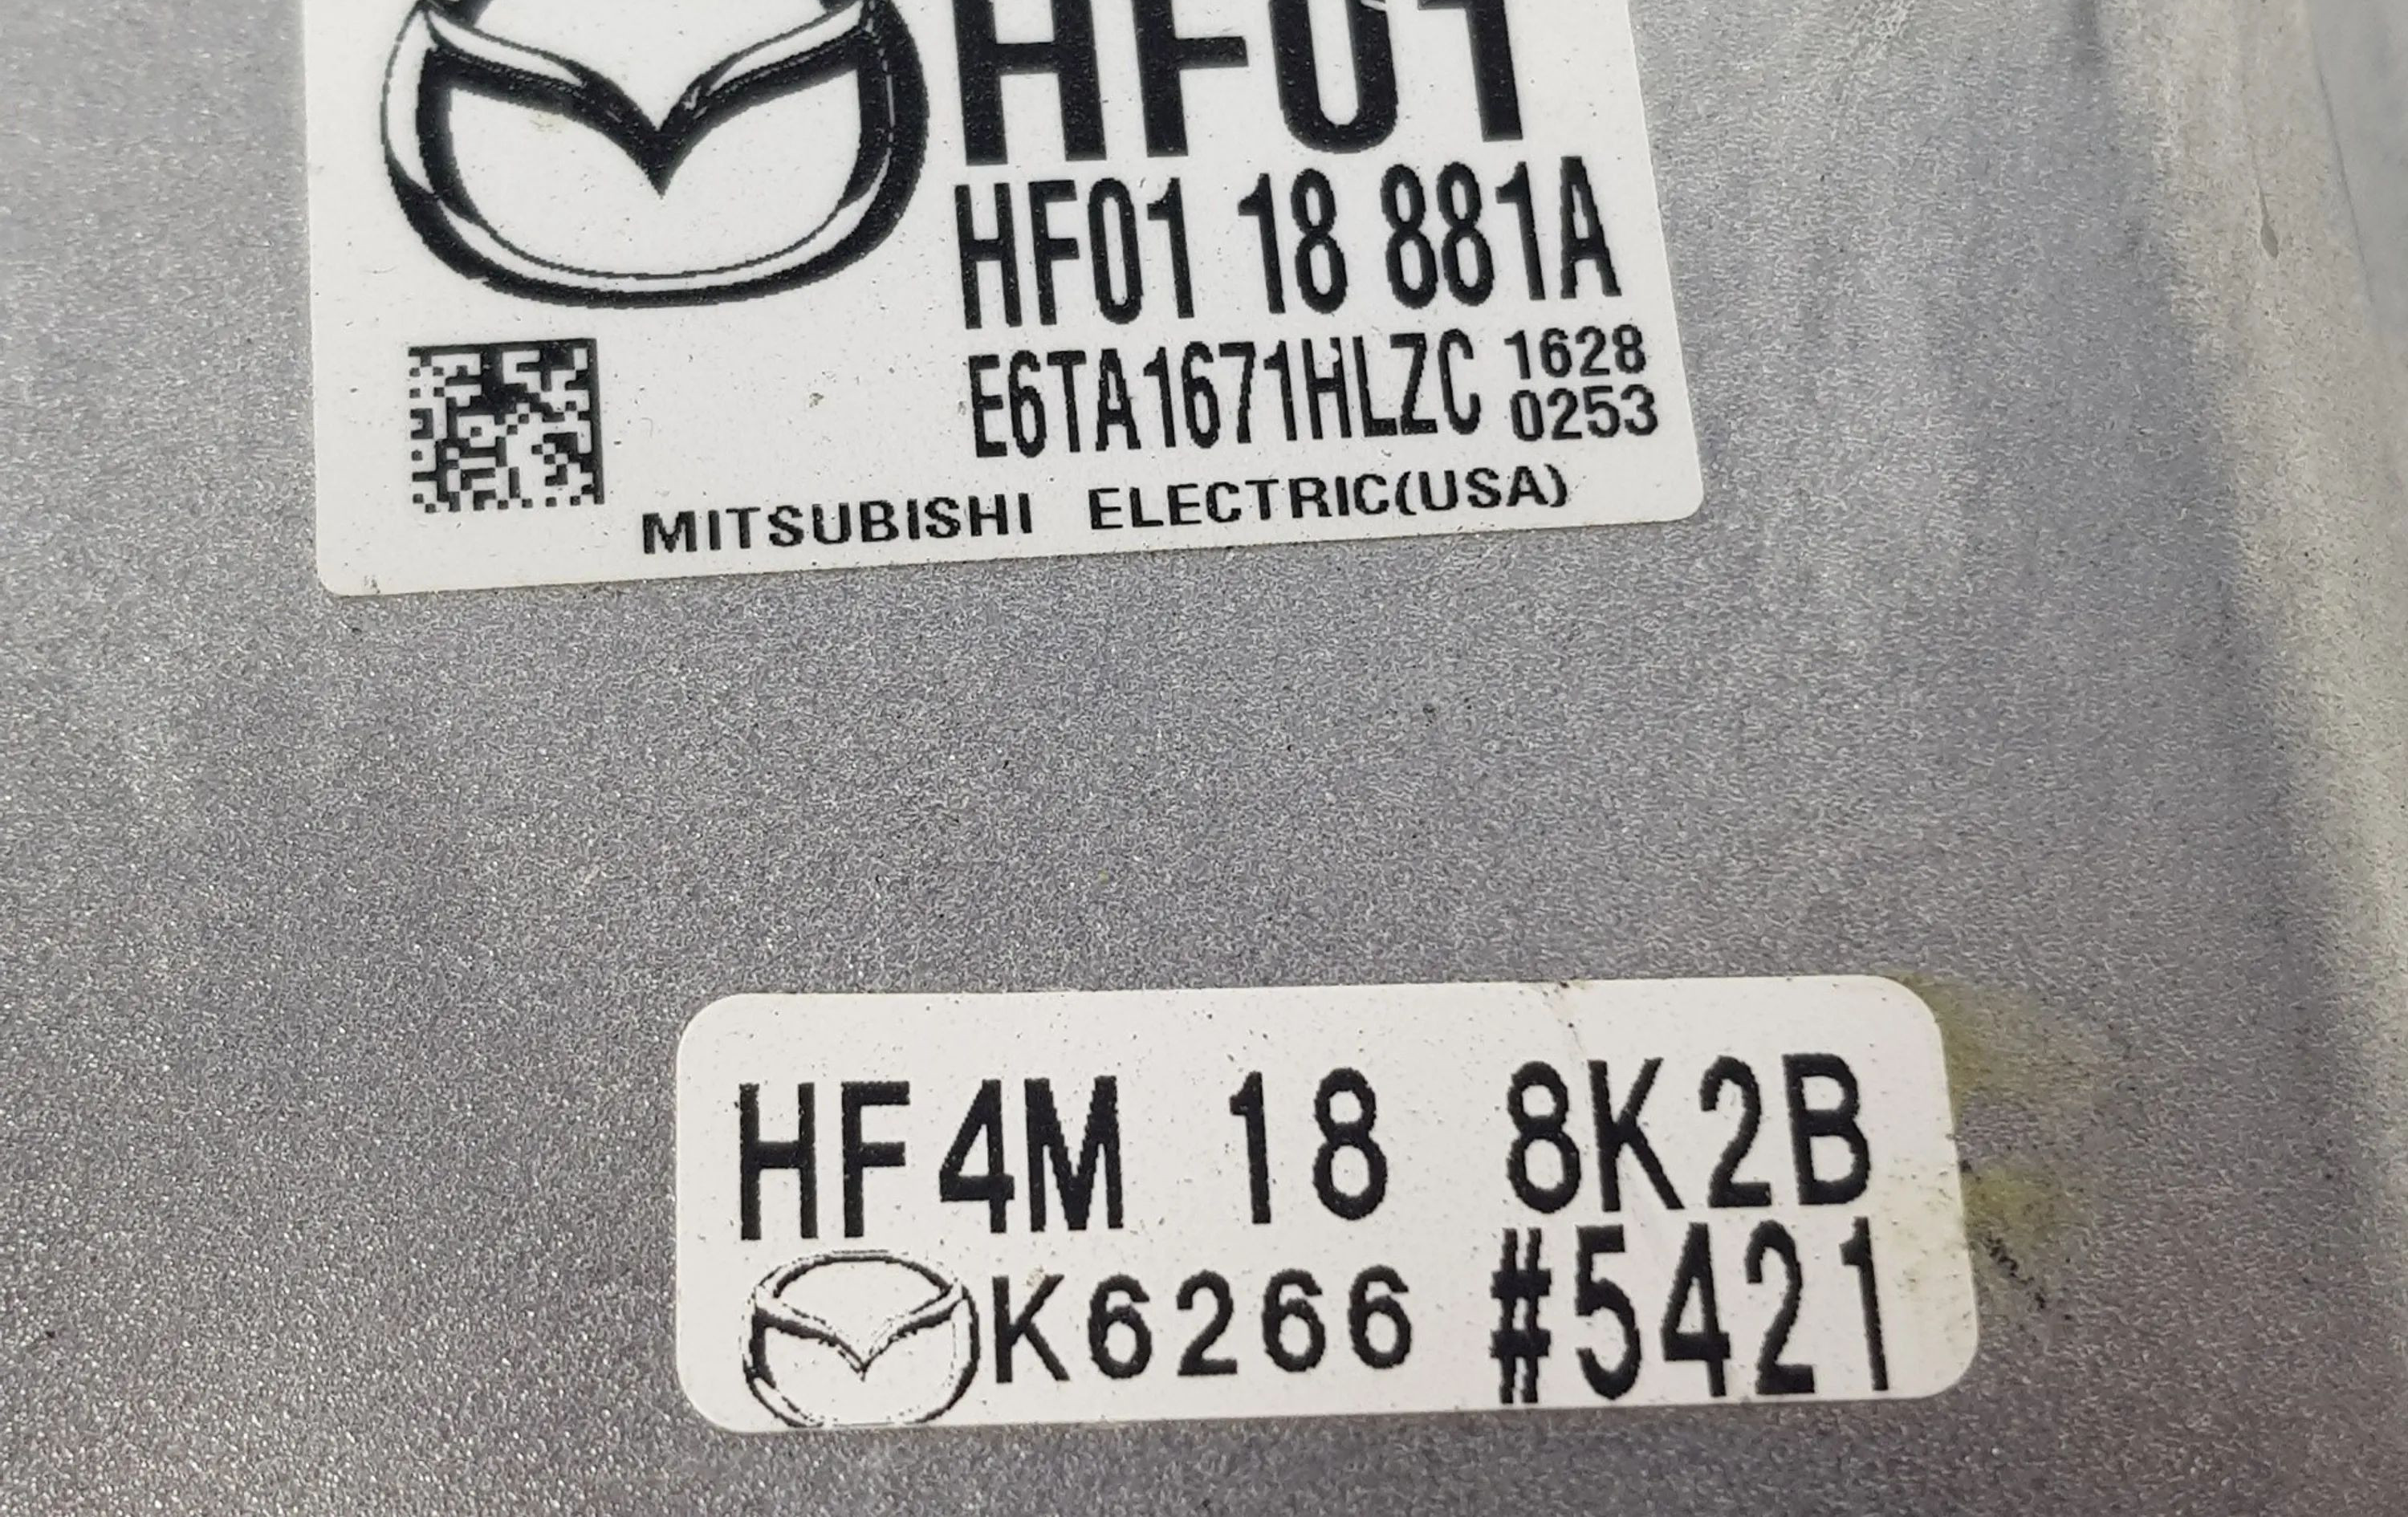 HF01
HF01 18 881A
E6TA1671HLZC 1628
0253
MITSUBISHI ELECTRIC(USA)
HF4M 18 8K2B
K6266 #5421